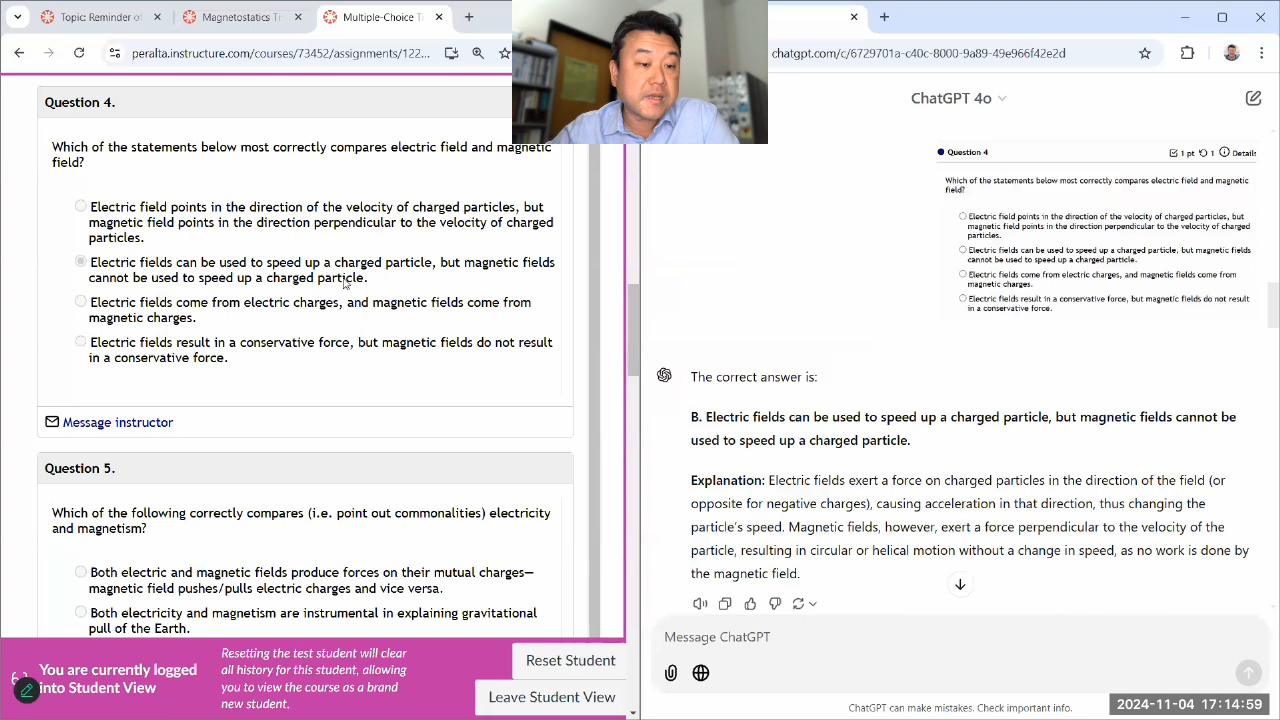 Topic Refresher of
Magnetostatics Ti
Multiple-Choice Ti
peralta.instructure.com/courses/73452/assignments/122...
chatgpt.com/c/6729701a-c40c-8000-9a89-49e966f42e2d
Question 4.
Which of the statements below most correctly compares electric field and magnetic
field?
Electric field points in the direction of the velocity of charged particles, but
magnetic field points in the direction perpendicular to the velocity of charged
particles.
Electric fields can be used to speed up a charged particle, but magnetic fields
cannot be used to speed up a charged particle.
Electric fields come from electric charges, and magnetic fields come from
magnetic charges.
Electric fields result in a conservative force, but magnetic fields do not result
in a conservative force.
Message instructor
Question 5.
Which of the following correctly compares (i.e. point out commonalities) electricity
and magnetism?
Both electric and magnetic fields produce forces on their mutual charges—
magnetic field pushes/pulls electric charges and vice versa.
Both electricity and magnetism are instrumental in explaining gravitational
pull of the Earth.
You are currently logged
into Student View
Resetting the test student will clear
all history for this student, allowing
you to view the course as a brand
new student.
Reset Student
Leave Student View
ChatGPT 4o
Question 4
1 pt
1
Details
Which of the statements below most correctly compares electric field and magnetic
field?
Electric field points in the direction of the velocity of charged particles, but
magnetic field points in the direction perpendicular to the velocity of charged
particles.
Electric fields can be used to speed up a charged particle, but magnetic fields
cannot be used to speed up a charged particle.
Electric fields come from electric charges, and magnetic fields come from
magnetic charges.
Electric fields result in a conservative force, but magnetic fields do not result
in a conservative force.
The correct answer is:
B. Electric fields can be used to speed up a charged particle, but magnetic fields cannot be
used to speed up a charged particle.
Explanation: Electric fields exert a force on charged particles in the direction of the field (or
opposite for negative charges), causing acceleration in that direction, thus changing the
particle's speed. Magnetic fields, however, exert a force perpendicular to the velocity of the
particle, resulting in circular or helical motion without a change in speed, as no work is done by
the magnetic field.
Message ChatGPT
ChatGPT can make mistakes. Check important info.
2024-11-04 17:14:59